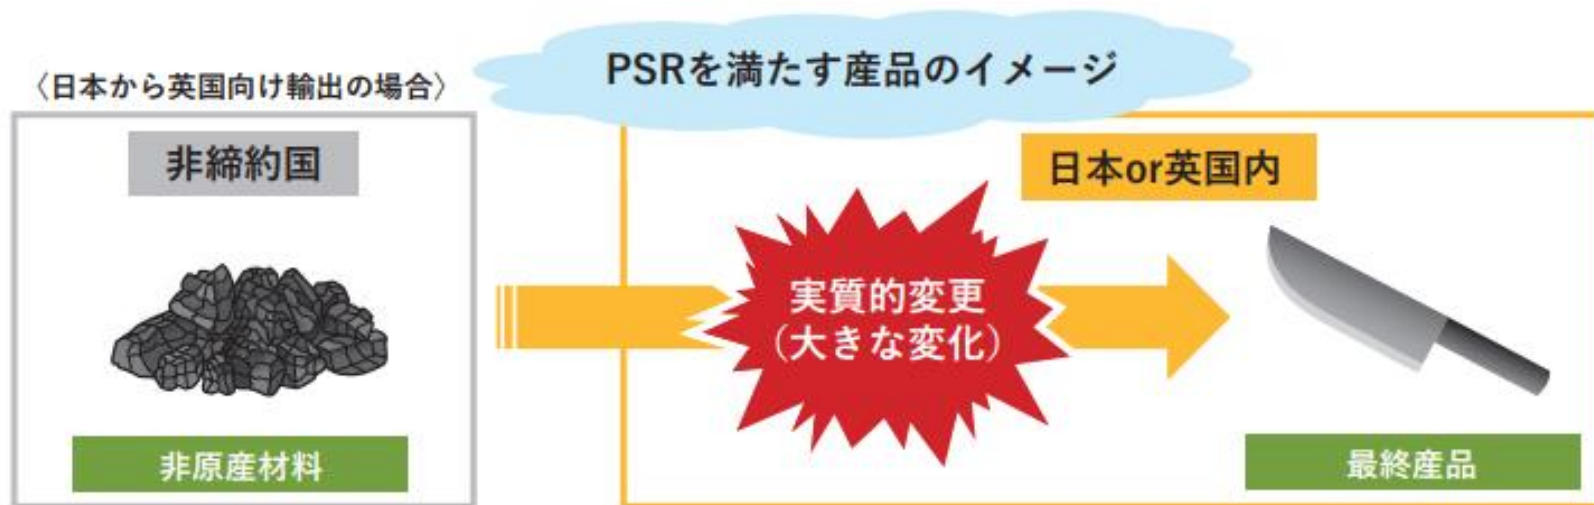 PSRを満たす産品のイメージ
〈日本から英国向け輸出の場合〉
非締約国
日本or英国内
実質的変更
（大きな変化）
非原産材料
最終産品